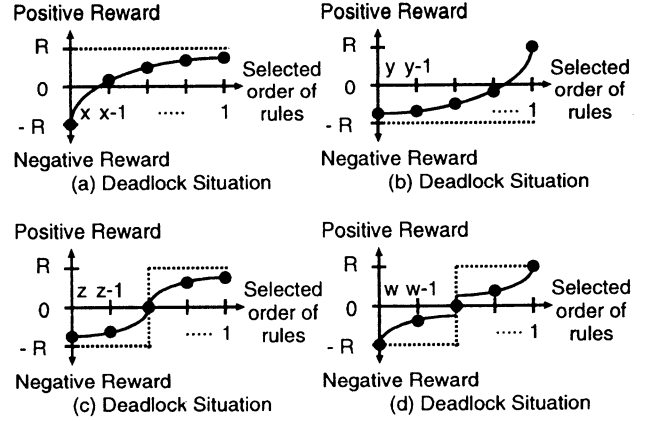 Positive Reward
R
0
- R
x x-1 ..... 1
Selected
order of
rules
Negative Reward
(a) Deadlock Situation
Positive Reward
R
0
- R
y y-1
..... 1
Selected
order of
rules
Negative Reward
(b) Deadlock Situation
Positive Reward
R
0
- R
z z-1
..... 1
Selected
order of
rules
Negative Reward
(c) Deadlock Situation
Positive Reward
R
0
- R
w w-1
..... 1
Selected
order of
rules
Negative Reward
(d) Deadlock Situation